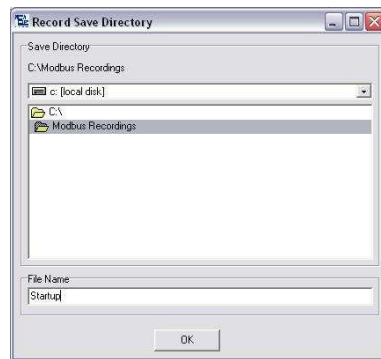 Record Save Directory
Save Directory
C:\Modbus Recordings
c: [local disk]
C:\
Modbus Recordings
File Name
Startup
OK